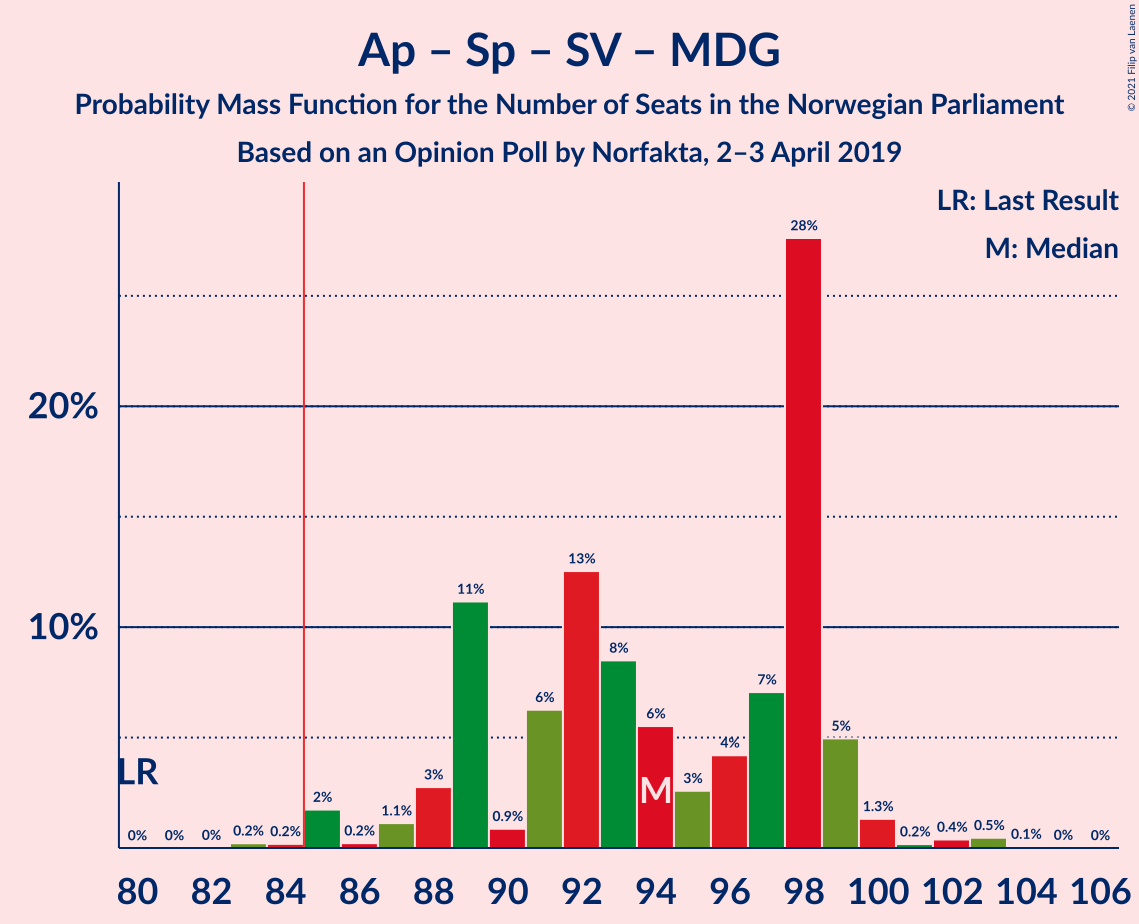 Ap – Sp – SV – MDG
Probability Mass Function for the Number of Seats in the Norwegian Parliament
Based on an Opinion Poll by Norfakta, 2–3 April 2019
© 2021 Filip van Laenen
LR: Last Result
M: Median
28%
20%
13%
11%
10%
8%
7%
6%
6%
5%
4%
LR
M
3%
3%
2%
1.1%
0.9%
1.3%
0% 0% 0% 0.2% 0.2% 0.2% 0.2% 0.4% 0.5% 0.1% 0% 0%
80 82 84 86 88 90 92 94 96 98 100 102 104 106